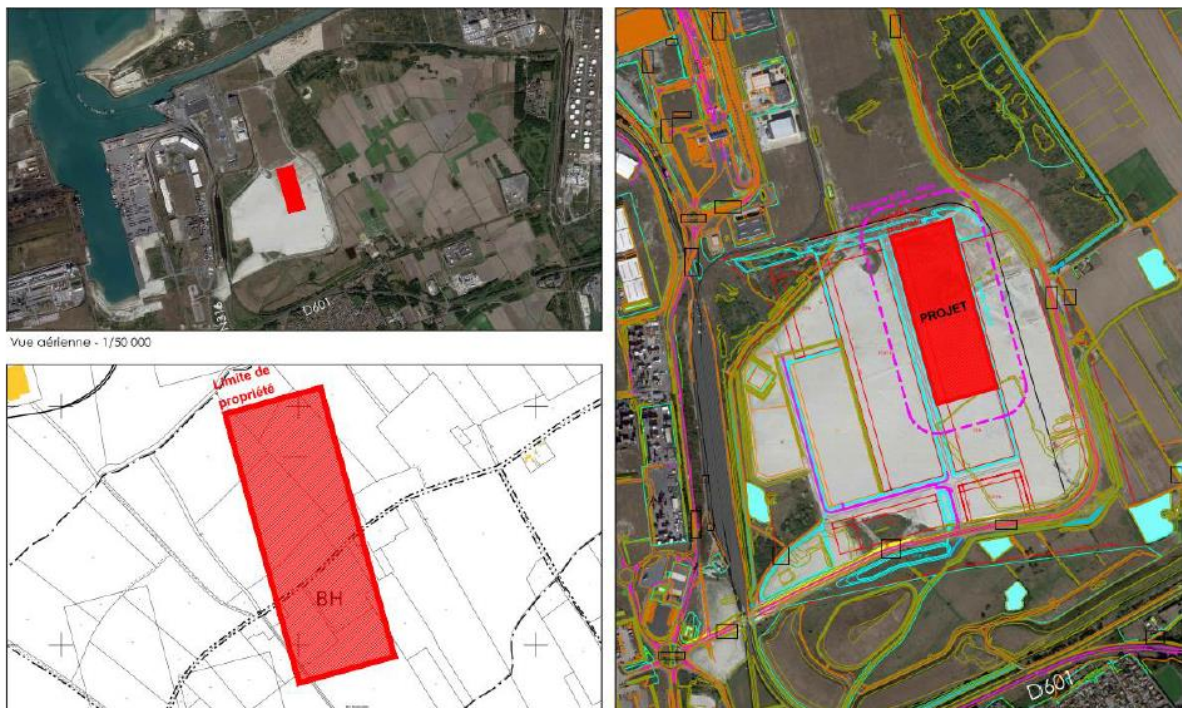 N316
D601
Vue aérienne - 1/50 000
Limite de
propriété
BH
PROJET
D601